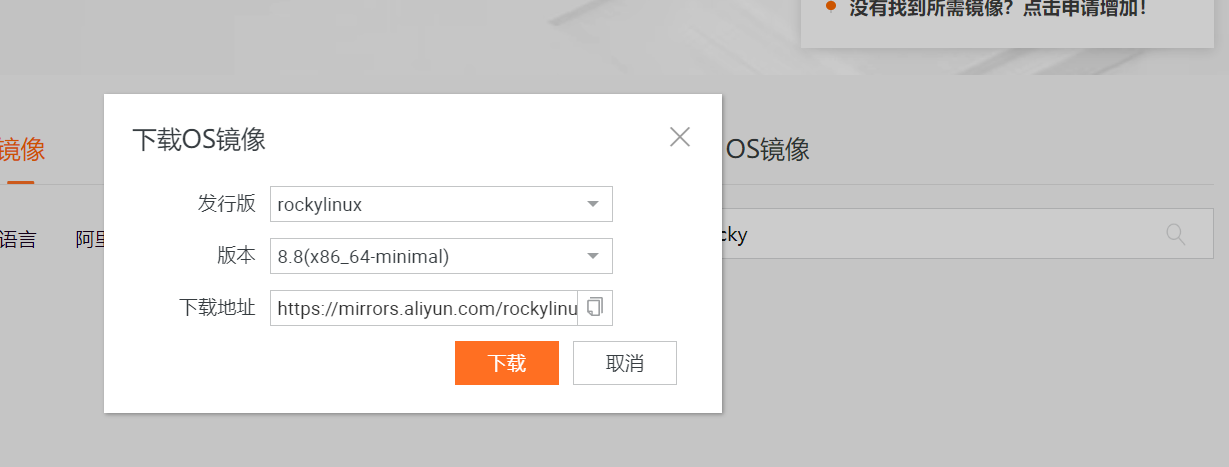 没有找到所需镜像？点击申请增加！
下载OS镜像
镜像
OS镜像
发行版 rockylinux
语言 阿里 cky
版本 8.8(x86_64-minimal)
下载地址 https://mirrors.aliyun.com/rockylinu
下载 取消